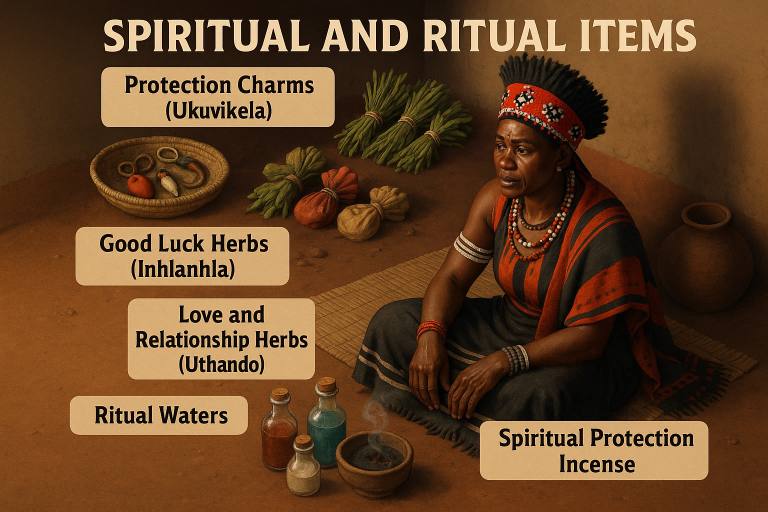 SPIRITUAL AND RITUAL ITEMS
Protection Charms
(Ukuvikela)
Good Luck Herbs
(Inhlanhla)
Love and
Relationship Herbs
(Uthando)
Ritual Waters
Spiritual Protection
Incense